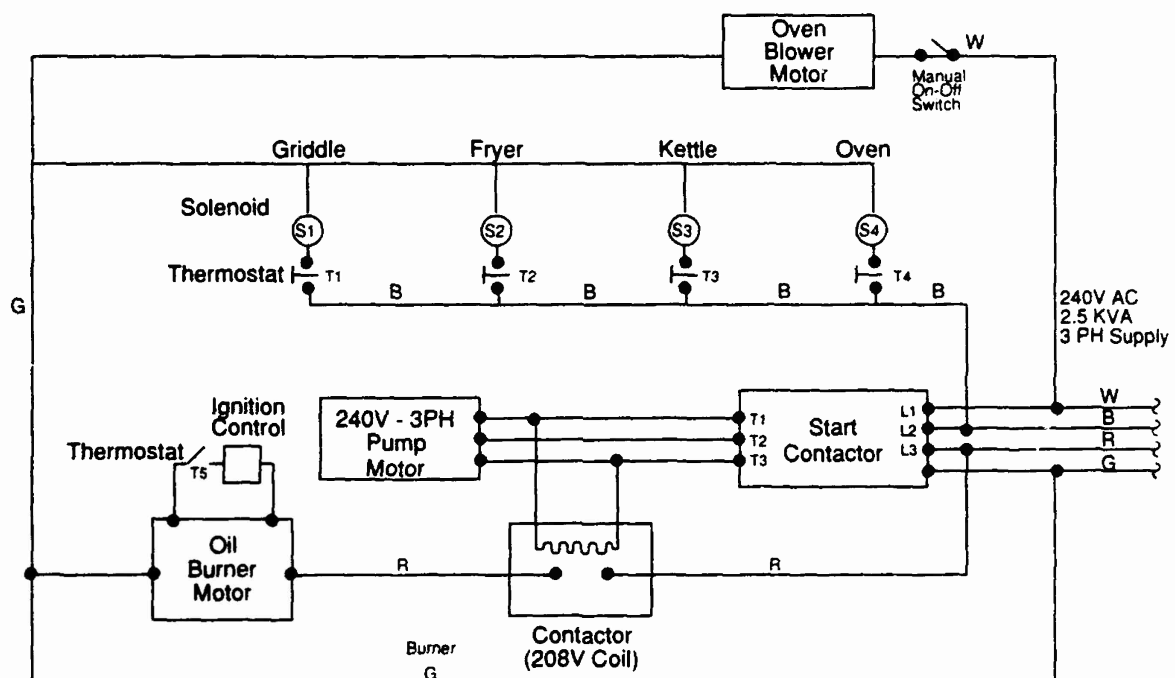 Oven
Blower
Motor
W
Manual
On-Off
Switch
Griddle
Fryer
Kettle
Oven
Solenoid
S1
S2
S3
S4
Thermostat
T1
T2
T3
T4
B
B
B
B
G
240V AC
2.5 KVA
3 PH Supply
Ignition
Control
Thermostat
T5
240V - 3PH
Pump
Motor
T1
T2
T3
Start
Contactor
L1
L2
L3
W
B
R
G
Oil
Burner
Motor
R
R
Contactor
(208V Coil)
Burner
G